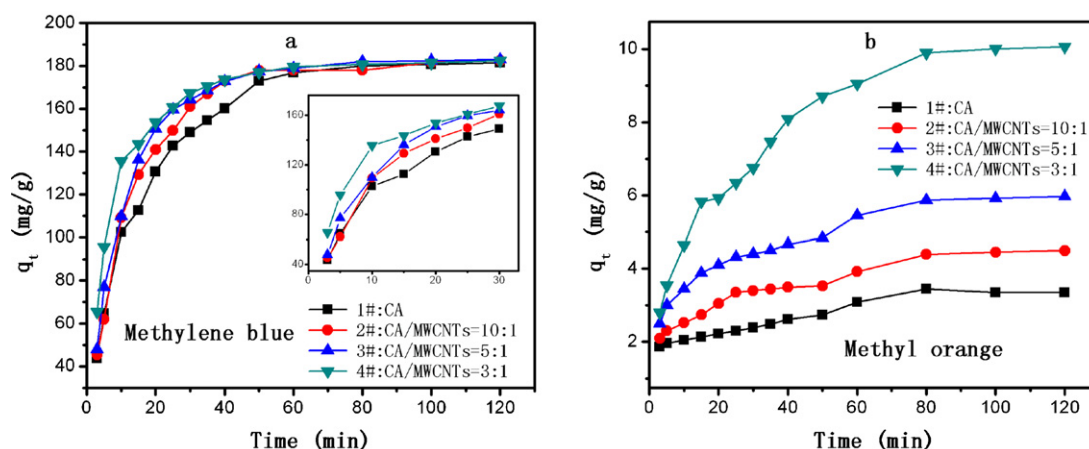 a
200
180
160
140
120
100
80
60
40
q_t (mg/g)
0 20 40 60 80 100 120
Time (min)
Methylene blue
1#:CA
2#:CA/MWCNTs=10:1
3#:CA/MWCNTs=5:1
4#:CA/MWCNTs=3:1
160
120
80
40
0 10 20 30
b
10
8
6
4
2
q_t (mg/g)
0 20 40 60 80 100 120
Time (min)
1#:CA
2#:CA/MWCNTs=10:1
3#:CA/MWCNTs=5:1
4#:CA/MWCNTs=3:1
Methyl orange